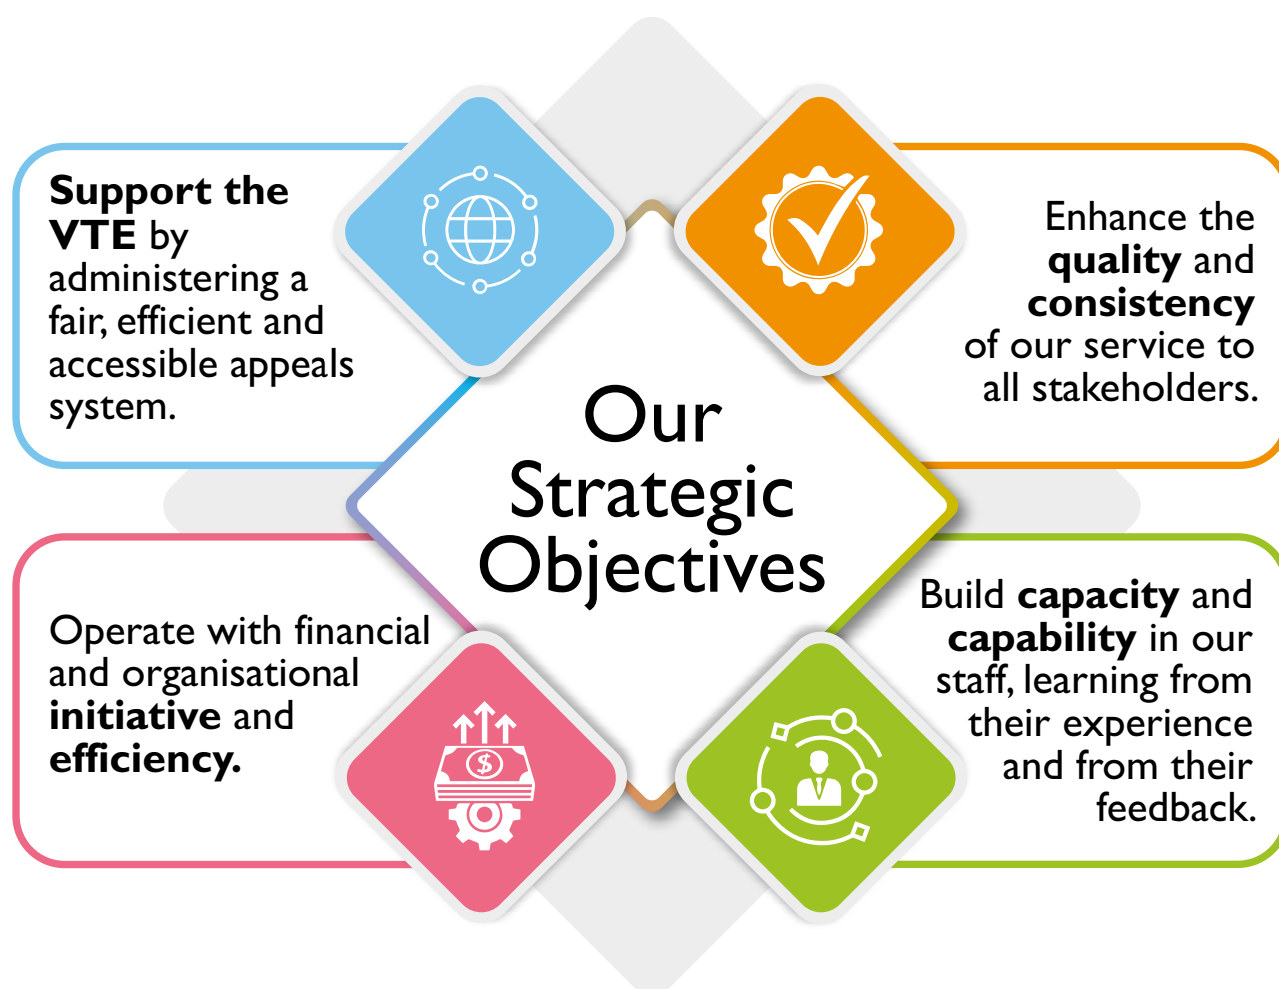 Support the
VTE by
administering a
fair, efficient and
accessible appeals
system.
Enhance the
quality and
consistency
of our service to
all stakeholders.
Our
Strategic
Objectives
Operate with financial
and organisational
initiative and
efficiency.
$
Build capacity and
capability in our
staff, learning from
their experience
and from their
feedback.